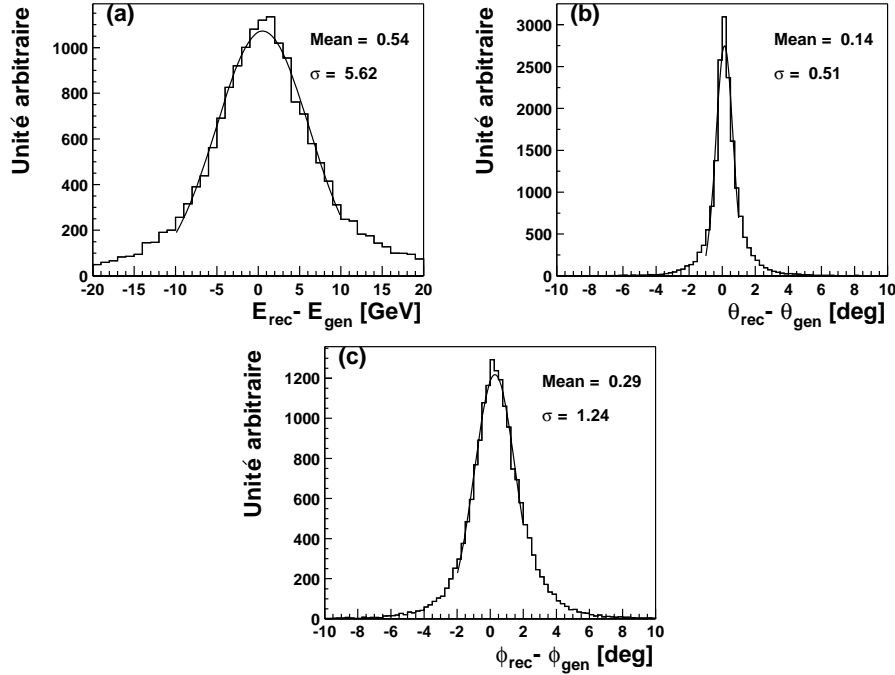 (a)
Mean = 0.54
σ = 5.62
Unité arbitraire
1000
800
600
400
200
0
-20 -15 -10 -5 0 5 10 15 20
E_rec - E_gen [GeV]
(b)
Mean = 0.14
σ = 0.51
Unité arbitraire
3000
2500
2000
1500
1000
500
0
-10 -8 -6 -4 -2 0 2 4 6 8 10
θ_rec - θ_gen [deg]
(c)
Mean = 0.29
σ = 1.24
Unité arbitraire
1200
1000
800
600
400
200
0
-10 -8 -6 -4 -2 0 2 4 6 8 10
ϕ_rec - ϕ_gen [deg]